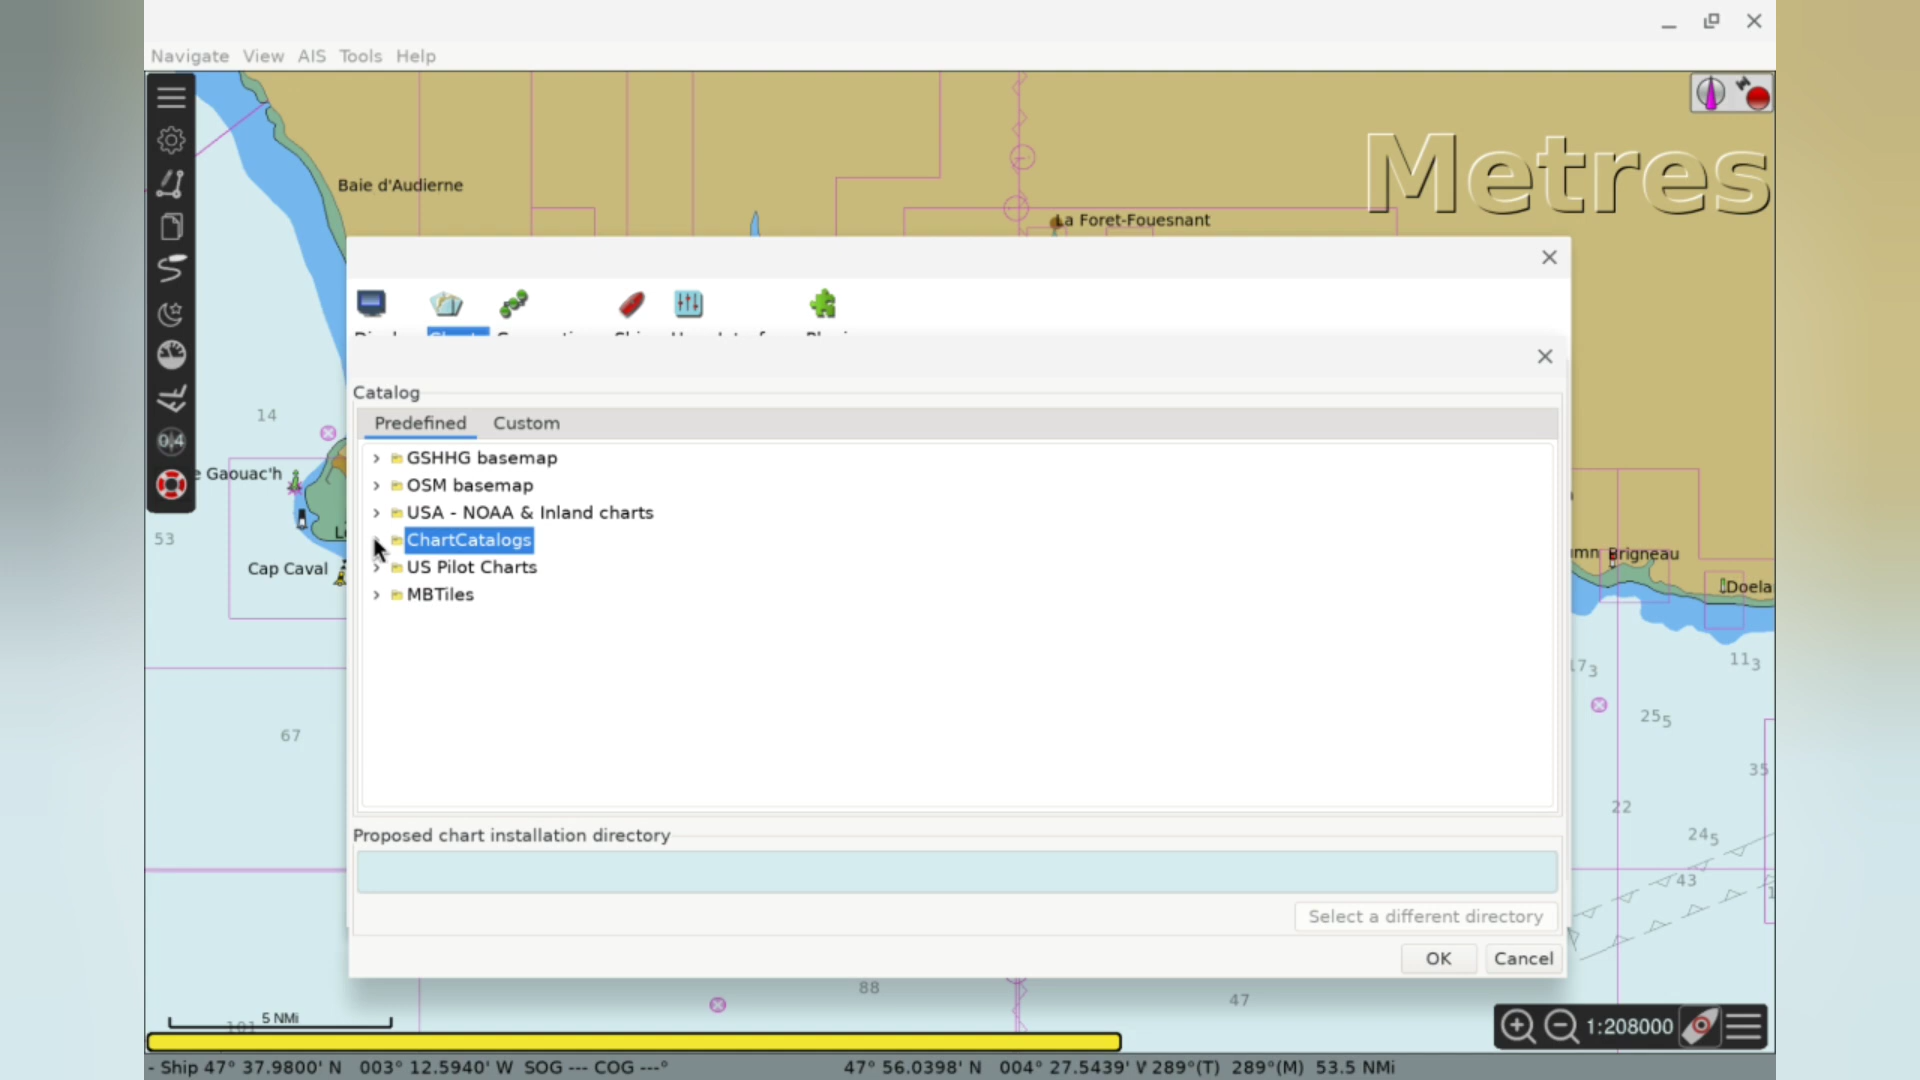 Navigate View AIS Tools Help
Metres
Baie d'Audierne
La Foret-Fouesnant
14
Catalog
Predefined Custom
GSHHG basemap
e Gaouac'h
OSM basemap
USA - NOAA & Inland charts
53
ChartCatalogs
Brigneau
Cap Caval
US Pilot Charts
Doela
MBTiles
11₃
17₃
25₅
67
35
22
24₅
Proposed chart installation directory
43
Select a different directory
OK Cancel
88
47
5 NMi
101
0.4
1:208000
- Ship 47° 37.9800' N 003° 12.5940' W SOG --- COG ---°
47° 56.0398' N 004° 27.5439' V 289°(T) 289°(M) 53.5 NMi